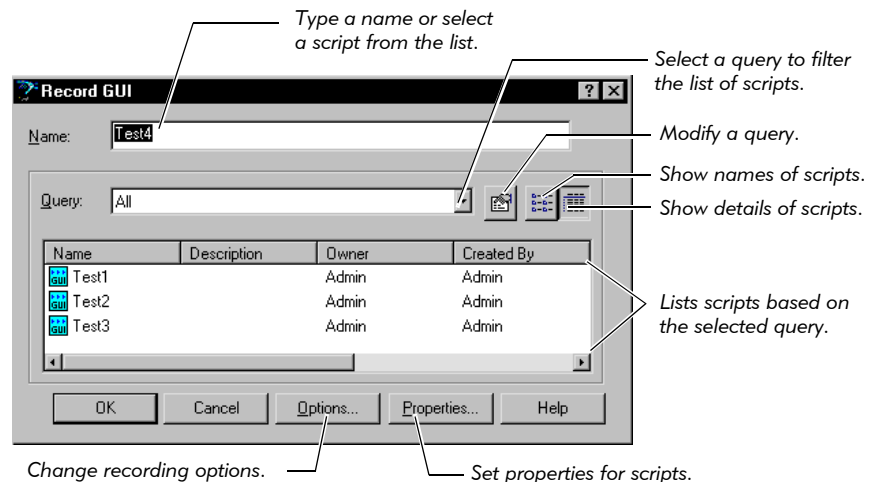 Type a name or select
a script from the list.
Select a query to filter
the list of scripts.
Record GUI
Name: Test4
Modify a query.
Show names of scripts.
Query: All
Show details of scripts.
Name Description Owner Created By
GUI Test1 Admin Admin
GUI Test2 Admin Admin
GUI Test3 Admin Admin
Lists scripts based on
the selected query.
OK Cancel Options... Properties... Help
Change recording options.
Set properties for scripts.